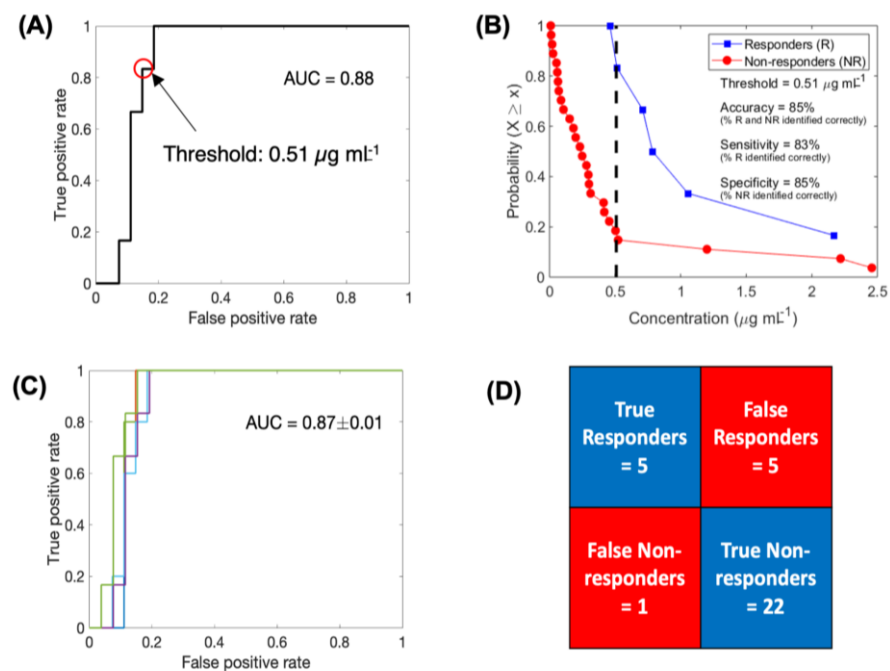 (A)
1
0.8
0.6
0.4
0.2
0
0
0.2
0.4
0.6
0.8
1
True positive rate
False positive rate
AUC = 0.88
Threshold: 0.51 μg mL⁻¹
(B)
1
0.8
0.6
0.4
0.2
0
0
0.5
1
1.5
2
2.5
Probability (X ≥ x)
Concentration (μg mL⁻¹)
Responders (R)
Non-responders (NR)
Threshold = 0.51 μg mL⁻¹
Accuracy = 85%
(% R and NR identified correctly)
Sensitivity = 83%
(% R identified correctly)
Specificity = 85%
(% NR identified correctly)
(C)
1
0.8
0.6
0.4
0.2
0
0
0.2
0.4
0.6
0.8
1
True positive rate
False positive rate
AUC = 0.87±0.01
(D)
True
Responders
= 5
False
Responders
= 5
False Non-
responders
= 1
True Non-
responders
= 22